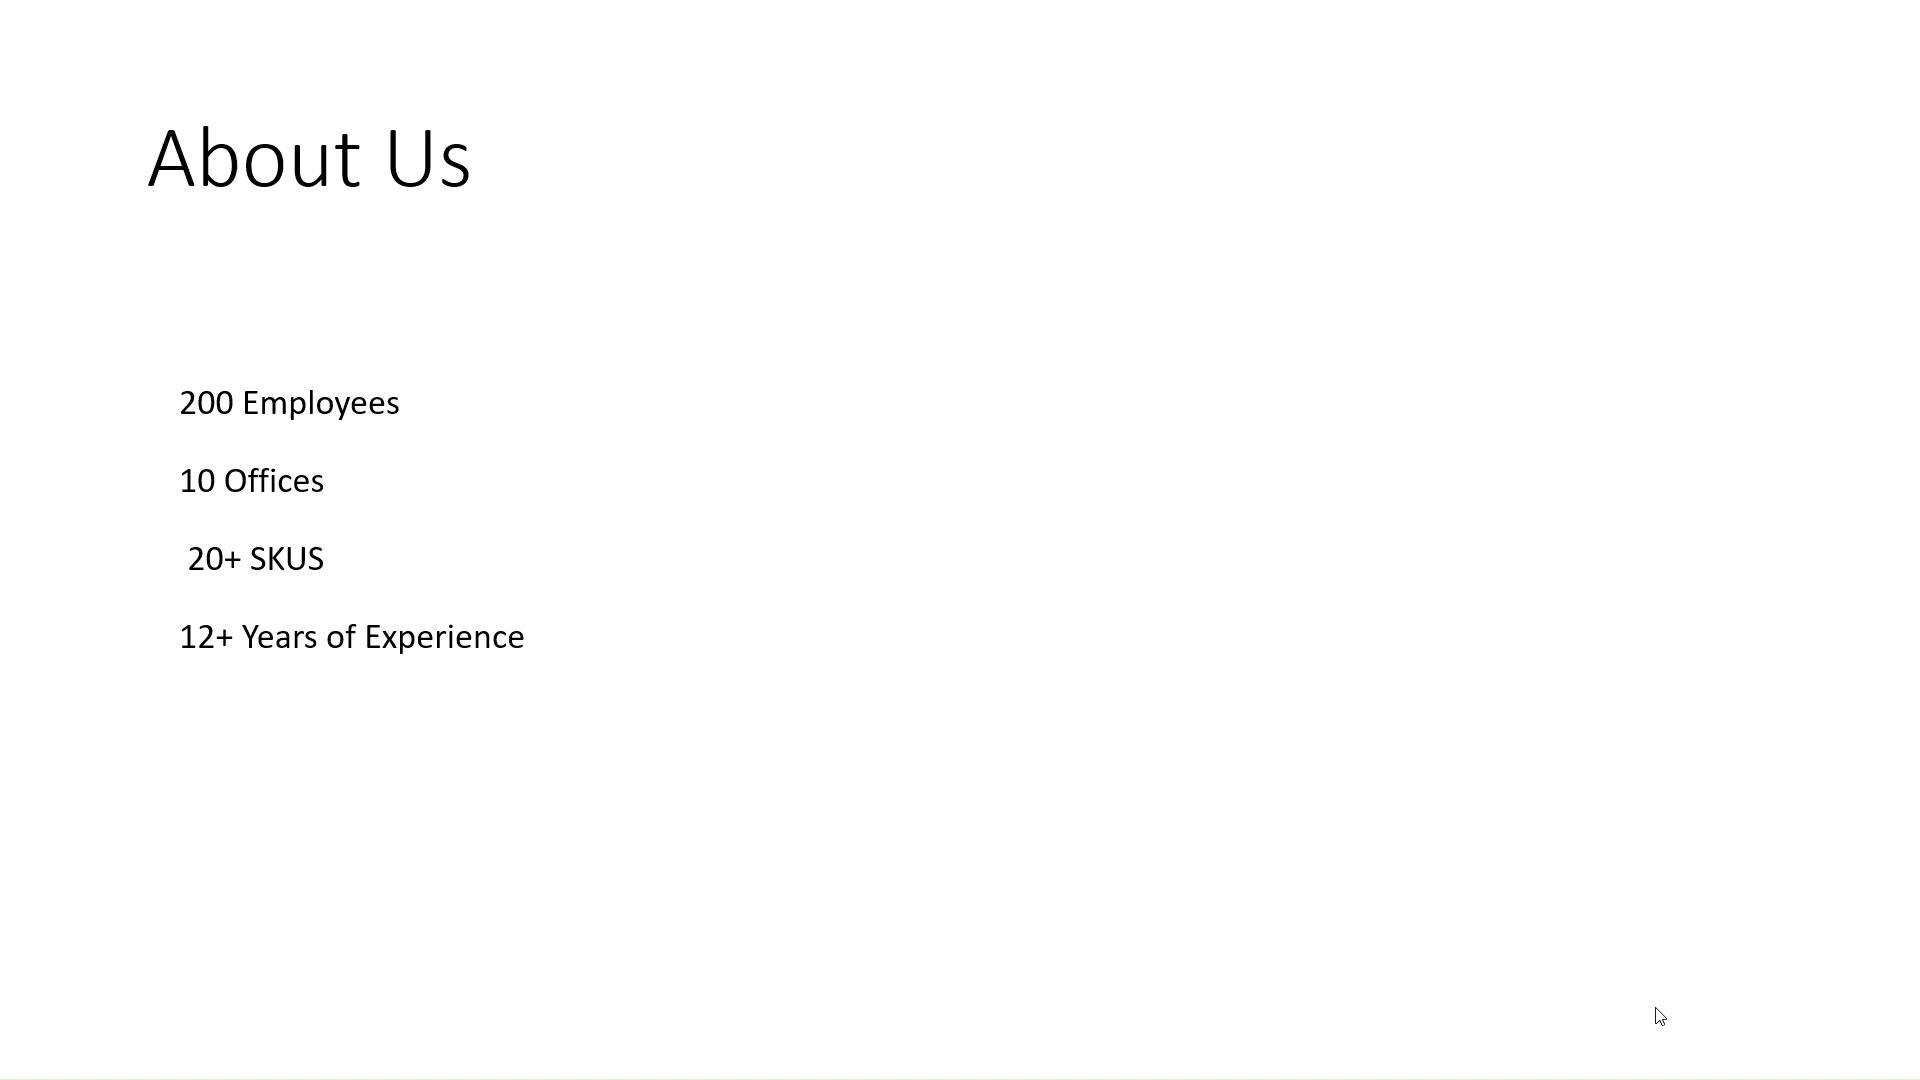 About Us
200 Employees
10 Offices
20+ SKUS
12+ Years of Experience